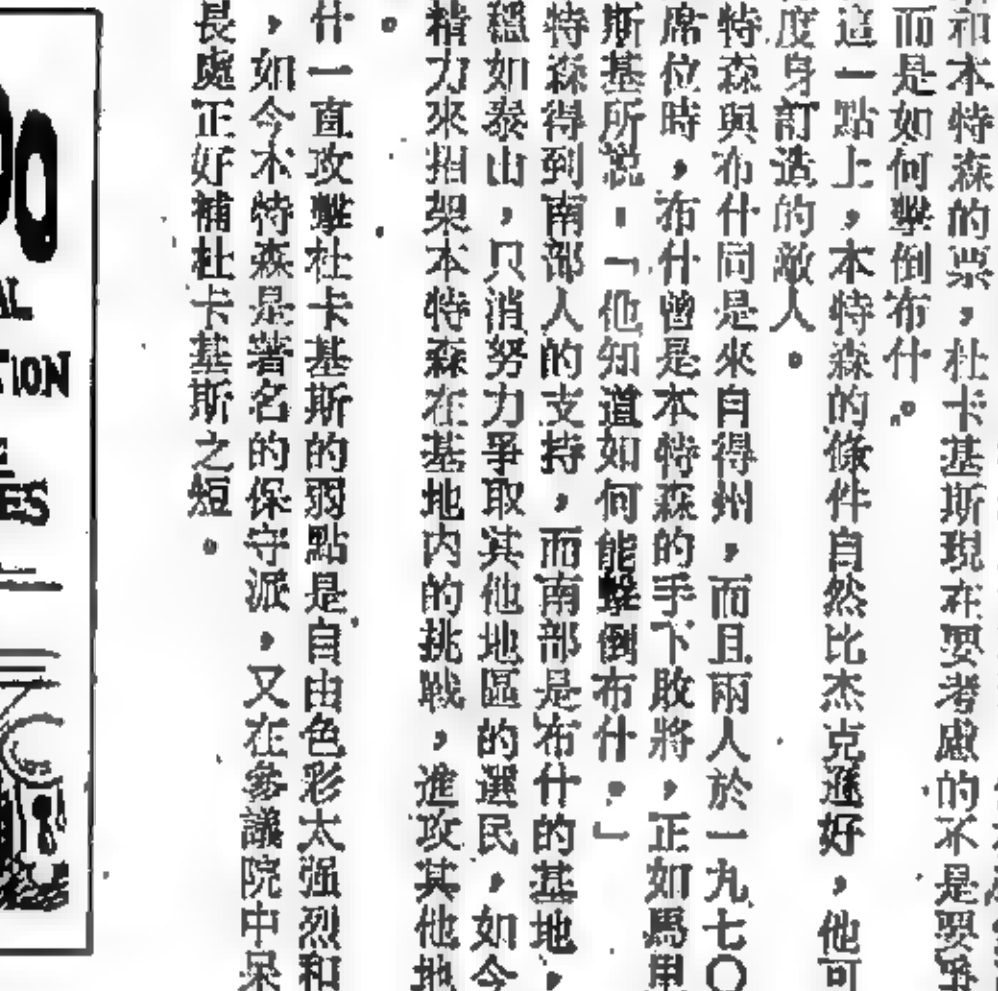 和本特森的票，杜卡基斯現在要考慮的不是要爭
而是如何擊倒布什。
這一點上，本特森的條件自然比杰克遜好，他可
度身訂造的敵人。
特森與布什同是來自得州，而且兩人於一九七〇
席位時，布什曾是本特森的手下敗將，正如馬里
斯基所說：「他知道如何能擊倒布什。」
特森得到南部人的支持，而南部是布什的基地，
穩如泰山，只消努力爭取其他地區的選民，如今
精力來招架本特森在基地内的挑戰，進攻其他地
。
什一直攻擊杜卡基斯的弱點是自由色彩太强烈和
，如今本特森是著名的保守派，又在參議院中呆
長處正好補杜卡基斯之短。
AL
TION
ES